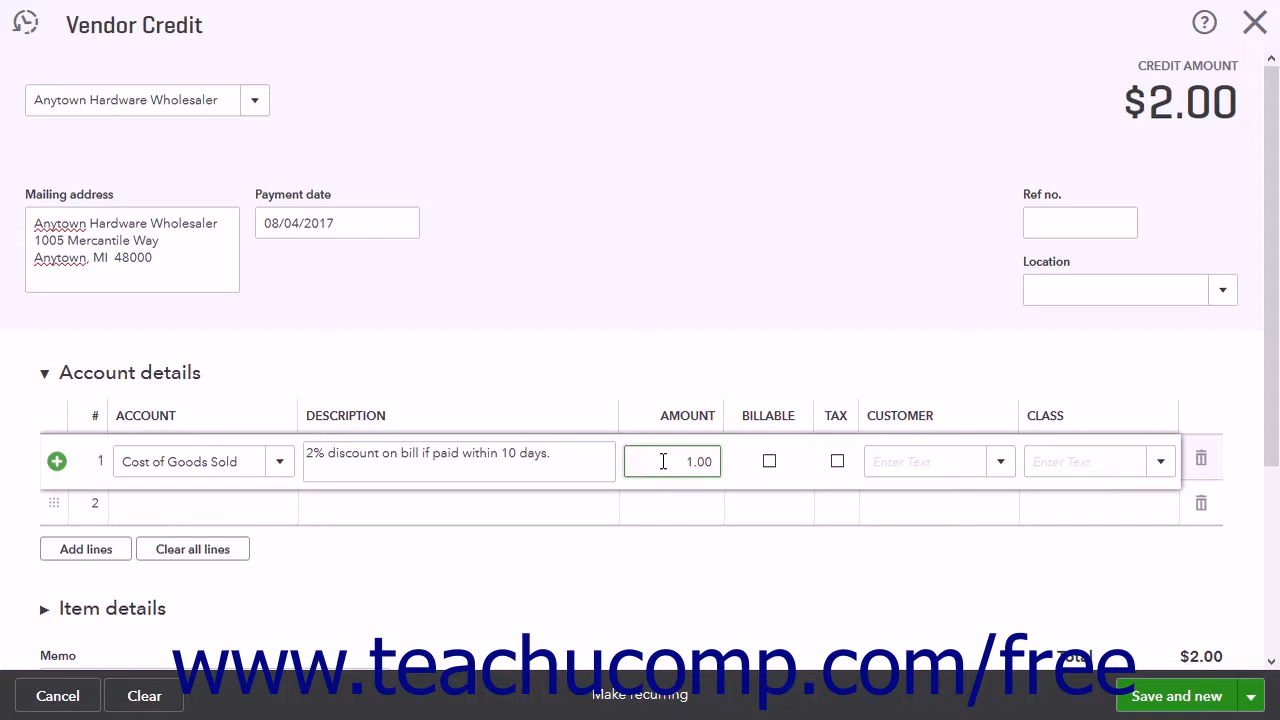 Vendor Credit
CREDIT AMOUNT
$2.00
Anytown Hardware Wholesaler
Mailing address
Payment date
Ref no.
Anytown Hardware Wholesaler
1005 Mercantile Way
Anytown, MI 48000
08/04/2017
Location
Account details
# ACCOUNT DESCRIPTION AMOUNT BILLABLE TAX CUSTOMER CLASS
1 Cost of Goods Sold 2% discount on bill if paid within 10 days. 1.00 Enter Text Enter Text
2
Add lines Clear all lines
Item details
Memo
Total $2.00
www.teachucomp.com/free
Cancel Clear Make recurring Save and new